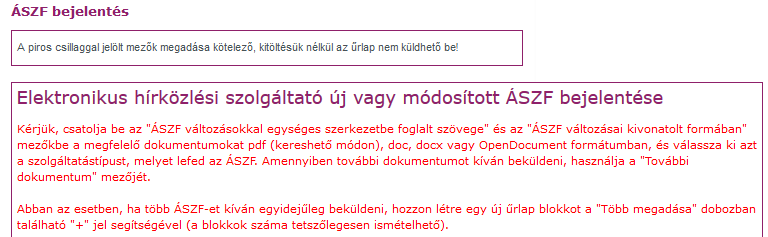 ÁSZF bejelentés
A piros csillaggal jelölt mezők megadása kötelező, kitöltésük nélkül az űrlap nem küldhető be!
Elektronikus hírközlési szolgáltató új vagy módosított ÁSZF bejelentése
Kérjük, csatolja be az "ÁSZF változásokkal egységes szerkezetbe foglalt szövege" és az "ÁSZF változásai kivonatolt formában"
mezőkbe a megfelelő dokumentumokat pdf (kereshető módon), doc, docx vagy OpenDocument formátumban, és válassza ki azt
a szolgáltatástípust, melyet lefed az ÁSZF. Amennyiben további dokumentumot kíván beküldeni, használja a "További
dokumentum" mezőjét.
Abban az esetben, ha több ÁSZF-et kíván egyidejűleg beküldeni, hozzon létre egy új űrlap blokkot a "Több megadása" dobozban
található "+" jel segítségével (a blokkok száma tetszőlegesen ismételhető).